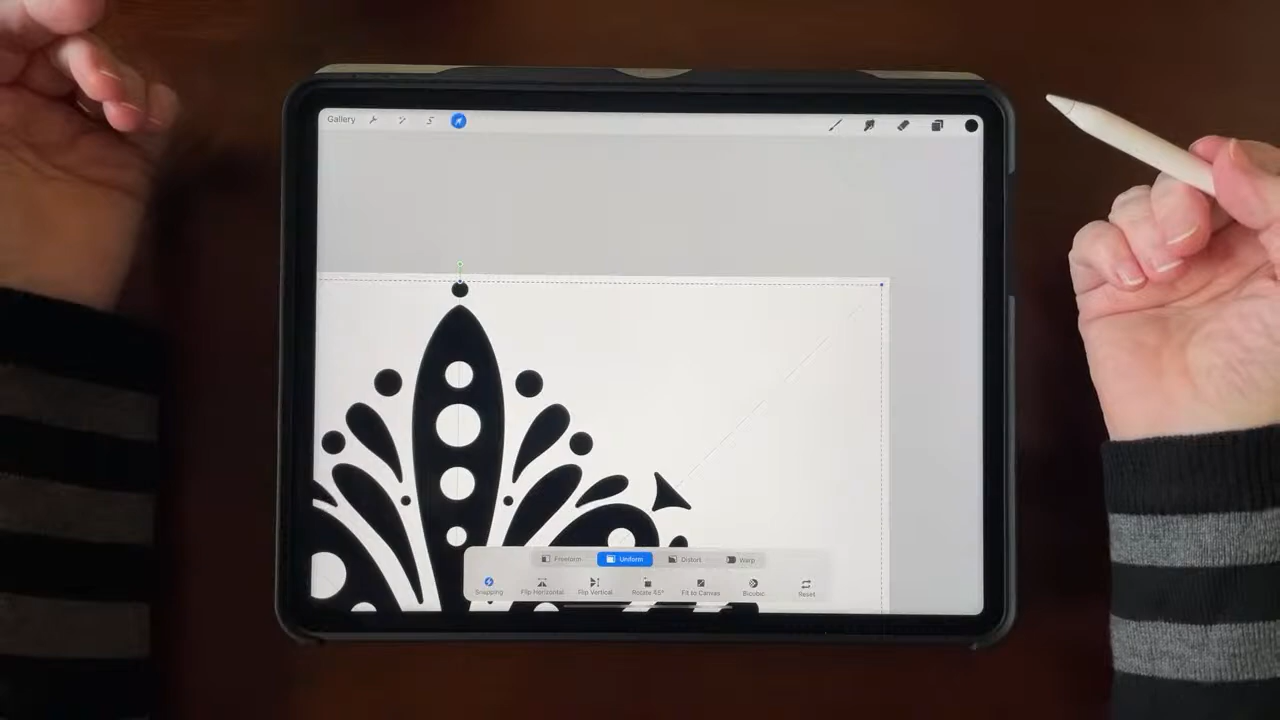 Gallery
Freeform Uniform Distort Warp
Snapping Flip Horizontal Flip Vertical Rotate 45° Fit to Canvas Bicubic Reset